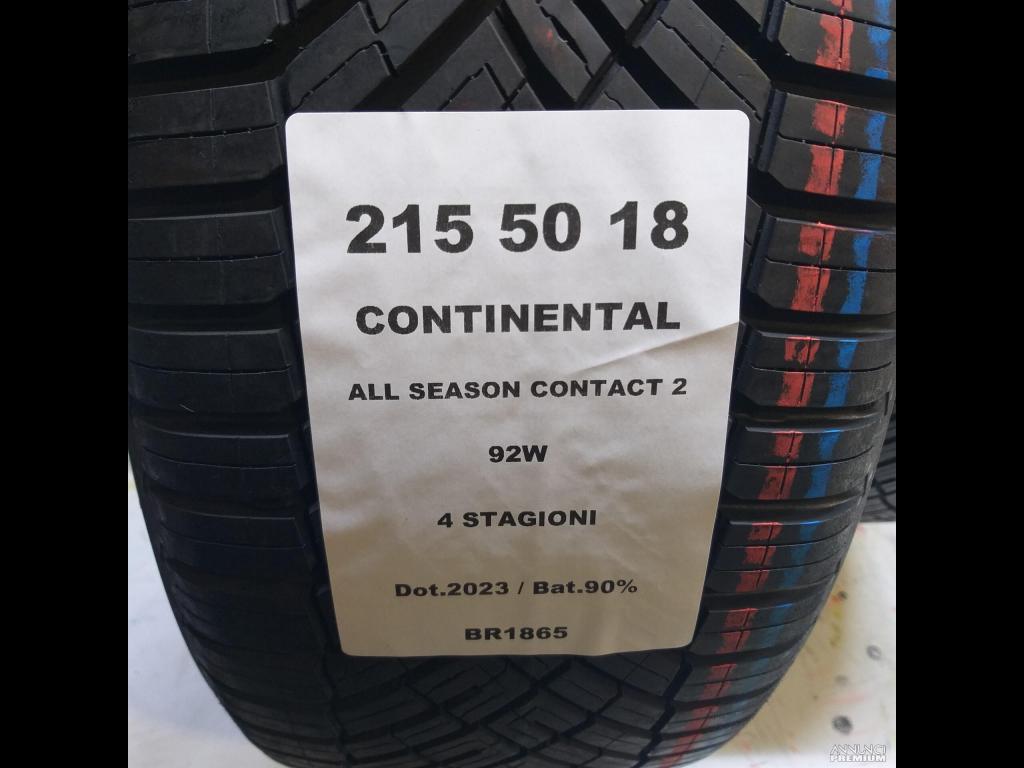 215 50 18
CONTINENTAL
ALL SEASON CONTACT 2
92W
4 STAGIONI
Dot.2023 / Bat.90%
BR1865
ANNUNCI
PREMIUM